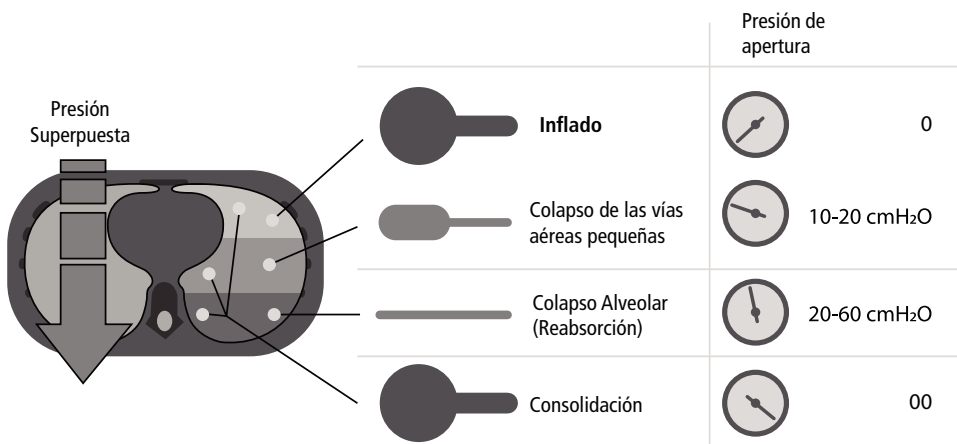 Presión de
apertura
Presión
Superpuesta
Inflado
0
Colapso de las vías
aéreas pequeñas
10-20 cmH₂O
Colapso Alveolar
(Reabsorción)
20-60 cmH₂O
Consolidación
00